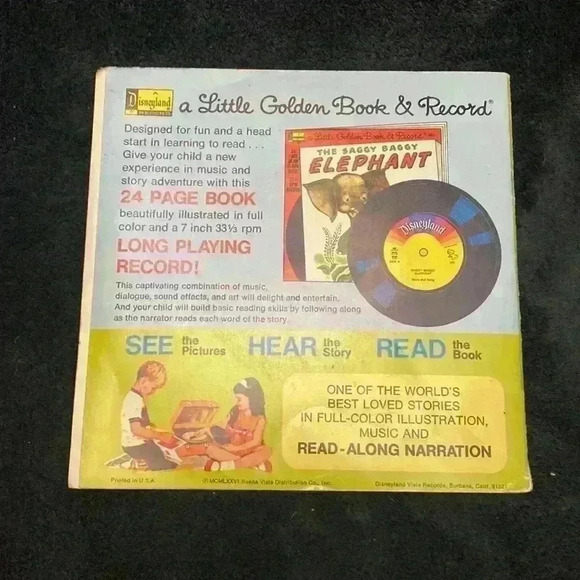 Disneyland
a Little Golden Book & Record®
Designed for fun and a head
start in learning to read . . .
Give your child a new
experience in music and
story adventure with this
24 PAGE BOOK
beautifully illustrated in full
color and a 7 inch 33⅓ rpm
LONG PLAYING
RECORD!
a Little Golden Book & Record
THE SAGGY BAGGY
ELEPHANT
Disneyland
This captivating combination of music,
dialogue, sound effects, and art will delight and entertain.
And your child will build basic reading skills by following along
as the narrator reads each word of the story.
SEE the Pictures HEAR the Story READ the Book
ONE OF THE WORLD'S
BEST LOVED STORIES
IN FULL-COLOR ILLUSTRATION,
MUSIC AND
READ-ALONG NARRATION
Printed in U.S.A. © MCMLXXVI Buena Vista Distribution Co., Inc. Disneyland Vista Records, Burbank, Calif. 91521